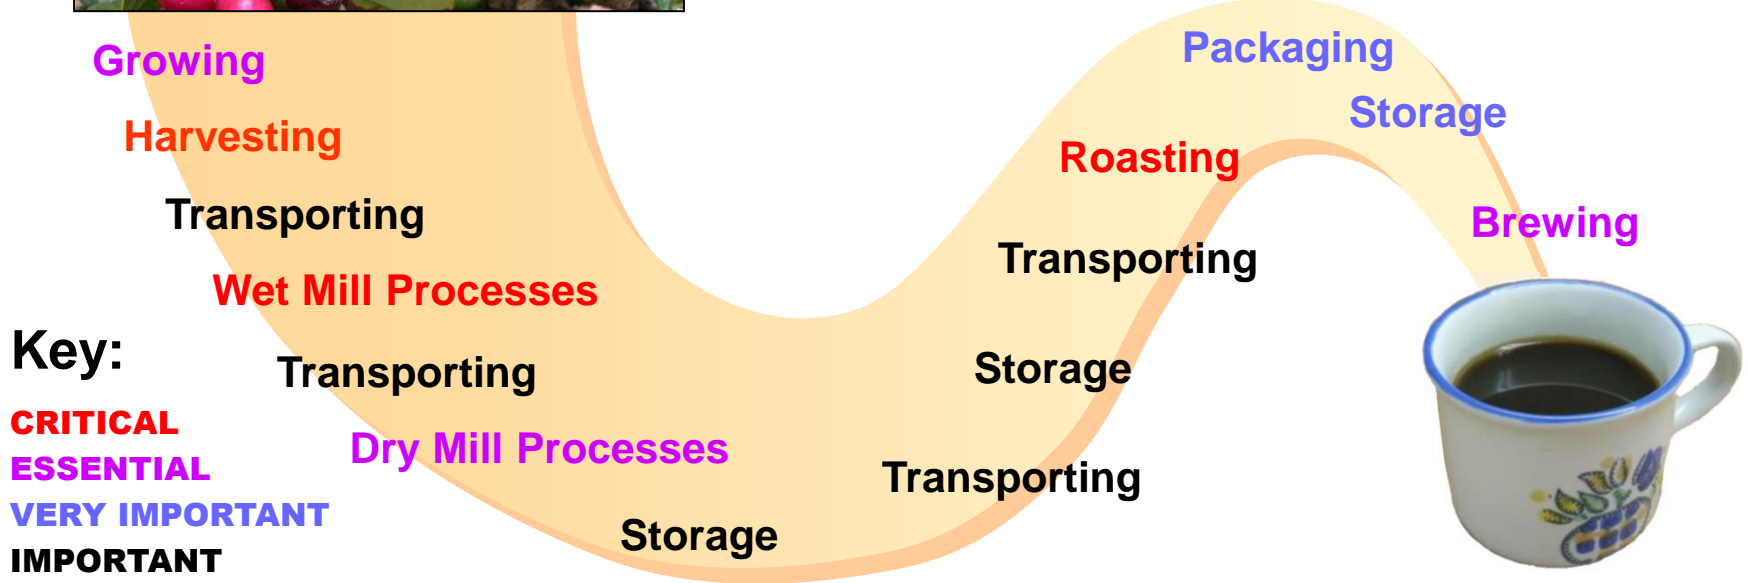 Growing
Harvesting
Transporting
Wet Mill Processes
Transporting
Dry Mill Processes
Storage
Transporting
Storage
Transporting
Roasting
Packaging
Storage
Brewing
Key:
CRITICAL
ESSENTIAL
VERY IMPORTANT
IMPORTANT